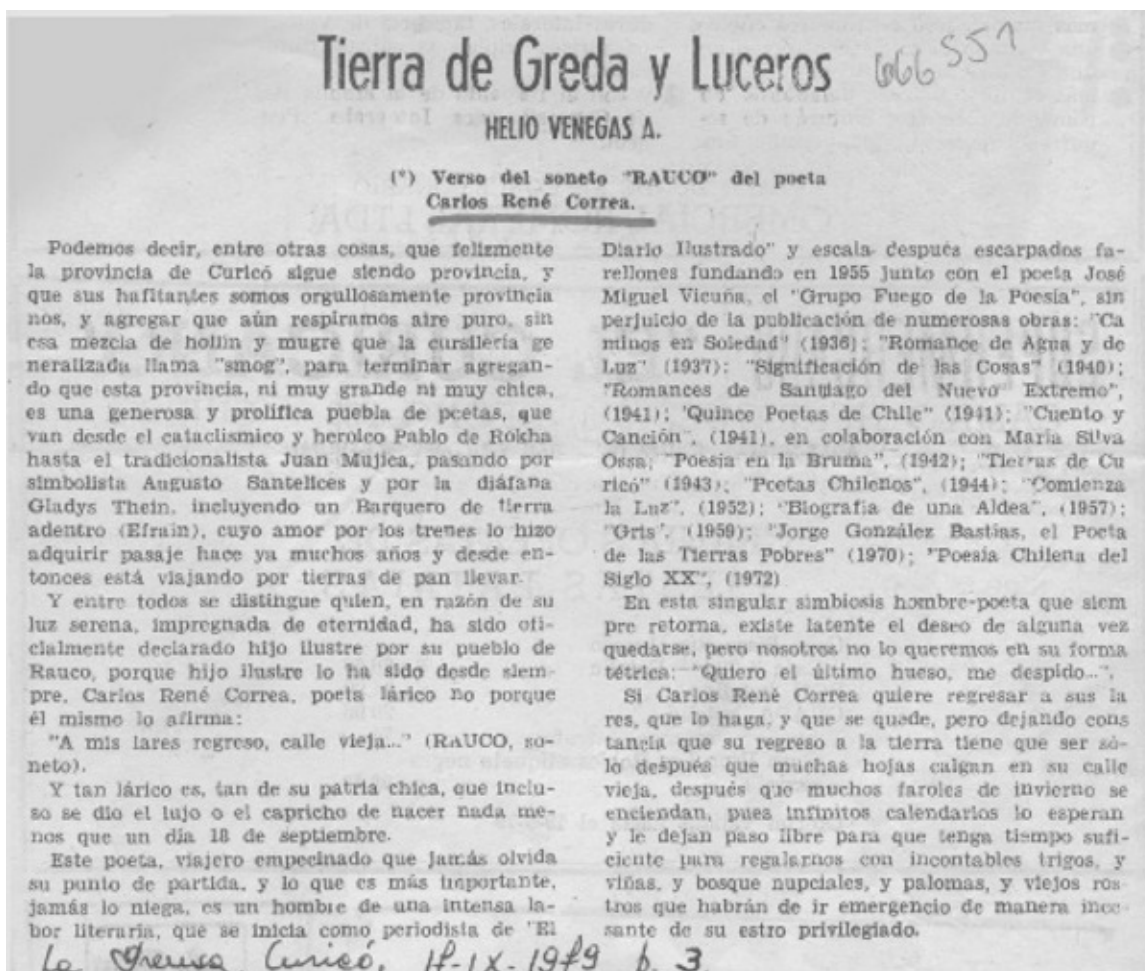 Tierra de Greda y Luceros
666551
HELIO VENEGAS A.
(*) Verso del soneto "RAUCO" del poeta
Carlos René Correa.
Podemos decir, entre otras cosas, que felizmente
la provincia de Curicó sigue siendo provincia, y
que sus hafitantes somos orgullosamente provincia
nos, y agregar que aún respiramos aire puro, sin
esa mezcla de hollín y mugre que la cursilería ge
neralizada llama "smog", para terminar agregan-
do que esta provincia, ni muy grande ni muy chica,
es una generosa y prolífica puebla de poetas, que
van desde el cataclísmico y heroico Pablo de Rokha
hasta el tradicionalista Juan Mujica, pasando por
simbolista Augusto Santelices y por la diáfana
Gladys Thein, incluyendo un Barquero de tierra
adentro (Efraín), cuyo amor por los trenes lo hizo
adquirir pasaje hace ya muchos años y desde en-
tonces está viajando por tierras de pan llevar.
Y entre todos se distingue quien, en razón de su
luz serena, impregnada de eternidad, ha sido ofi-
cialmente declarado hijo ilustre por su pueblo de
Rauco, porque hijo ilustre lo ha sido desde siem-
pre, Carlos René Correa, poeta lárico no porque
él mismo lo afirma:
"A mis lares regreso, calle vieja..." (RAUCO, so-
neto).
Y tan lárico es, tan de su patria chica, que inclu-
so se dio el lujo o el capricho de nacer nada me-
nos que un día 18 de septiembre.
Este poeta, viajero empecinado que jamás olvida
su punto de partida, y lo que es más importante,
jamás lo niega, es un hombre de una intensa la-
bor literaria, que se inicia como periodista de "El
Diario Ilustrado" y escala después escarpados fa-
rellones fundando en 1955 junto con el poeta José
Miguel Vicuña, el "Grupo Fuego de la Poesía", sin
perjuicio de la publicación de numerosas obras: "Ca
minos en Soledad" (1936); "Romance de Agua y de
Luz" (1937); "Significación de las Cosas" (1940);
"Romances de Santiago del Nuevo Extremo",
(1941); 'Quince Poetas de Chile" (1941); "Cuento y
Canción", (1941), en colaboración con María Silva
Ossa; "Poesía en la Bruma", (1942); "Tierras de Cu
ricó" (1943); "Poetas Chilenos", (1944); "Comienza
la Luz", (1952); "Biografía de una Aldea", (1957);
"Gris", (1959); "Jorge González Bastías, el Poeta
de las Tierras Pobres" (1970); "Poesía Chilena del
Siglo XX", (1972)
En esta singular simbiosis hombre-poeta que siem
pre retorna, existe latente el deseo de alguna vez
quedarse, pero nosotros no lo queremos en su forma
tétrica: "Quiero el último hueso, me despido...",
Si Carlos René Correa quiere regresar a sus la
res, que lo haga, y que se quede, pero dejando cons
tancia que su regreso a la tierra tiene que ser só-
lo después que muchas hojas caigan en su calle
vieja, después que muchos faroles de invierno se
enciendan, pues infinitos calendarios lo esperan
y le dejan paso libre para que tenga tiempo sufi-
ciente para regalarnos con incontables trigos, y
viñas, y bosque nupciales, y palomas, y viejos ros-
tros que habrán de ir emergencio de manera ince-
sante de su estro privilegiado.
La Prensa, Curicó, IX-1979 p. 3